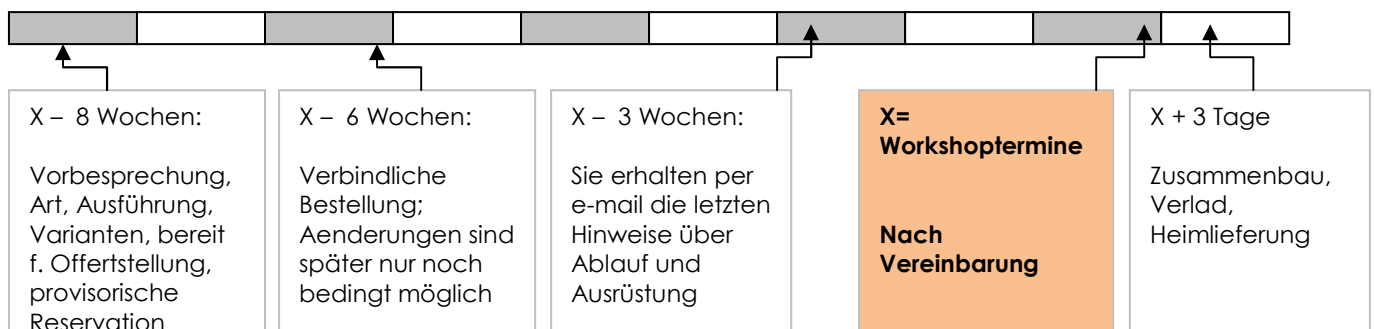 X – 8 Wochen:
Vorbesprechung,
Art, Ausführung,
Varianten, bereit
f. Offertstellung,
provisorische
Reservation
X – 6 Wochen:
Verbindliche
Bestellung;
Aenderungen sind
später nur noch
bedingt möglich
X – 3 Wochen:
Sie erhalten per
e-mail die letzten
Hinweise über
Ablauf und
Ausrüstung
X=
Workshoptermine
Nach
Vereinbarung
X + 3 Tage
Zusammenbau,
Verlad,
Heimlieferung